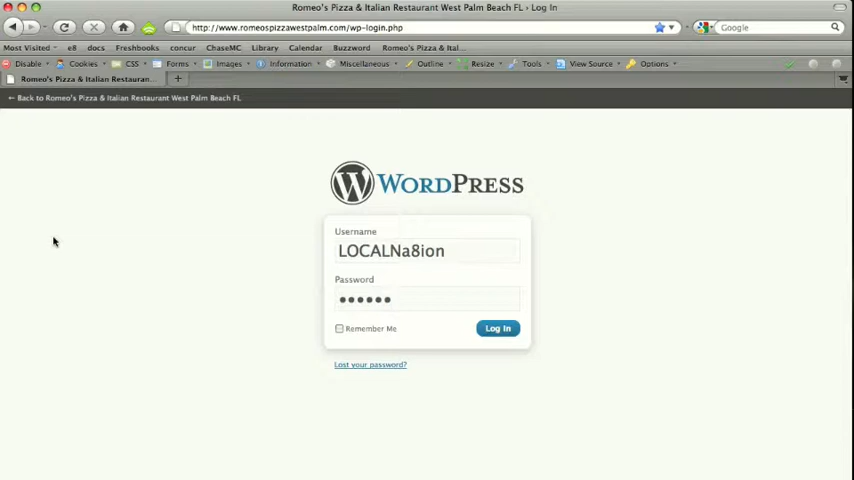 Romeo's Pizza & Italian Restaurant West Palm Beach FL › Log In
http://www.romeospizzawestpalm.com/wp-login.php
Google
Most Visited e8 docs Freshbooks concur ChaseMC Library Calendar Buzzword Romeo's Pizza & Ital...
Disable Cookies CSS Forms Images Information Miscellaneous Outline Resize Tools View Source Options
Romeo's Pizza & Italian Restauran...
← Back to Romeo's Pizza & Italian Restaurant West Palm Beach FL
WORDPRESS
Username
LOCALNa8ion
Password
●●●●●●
Remember Me
Log In
Lost your password?